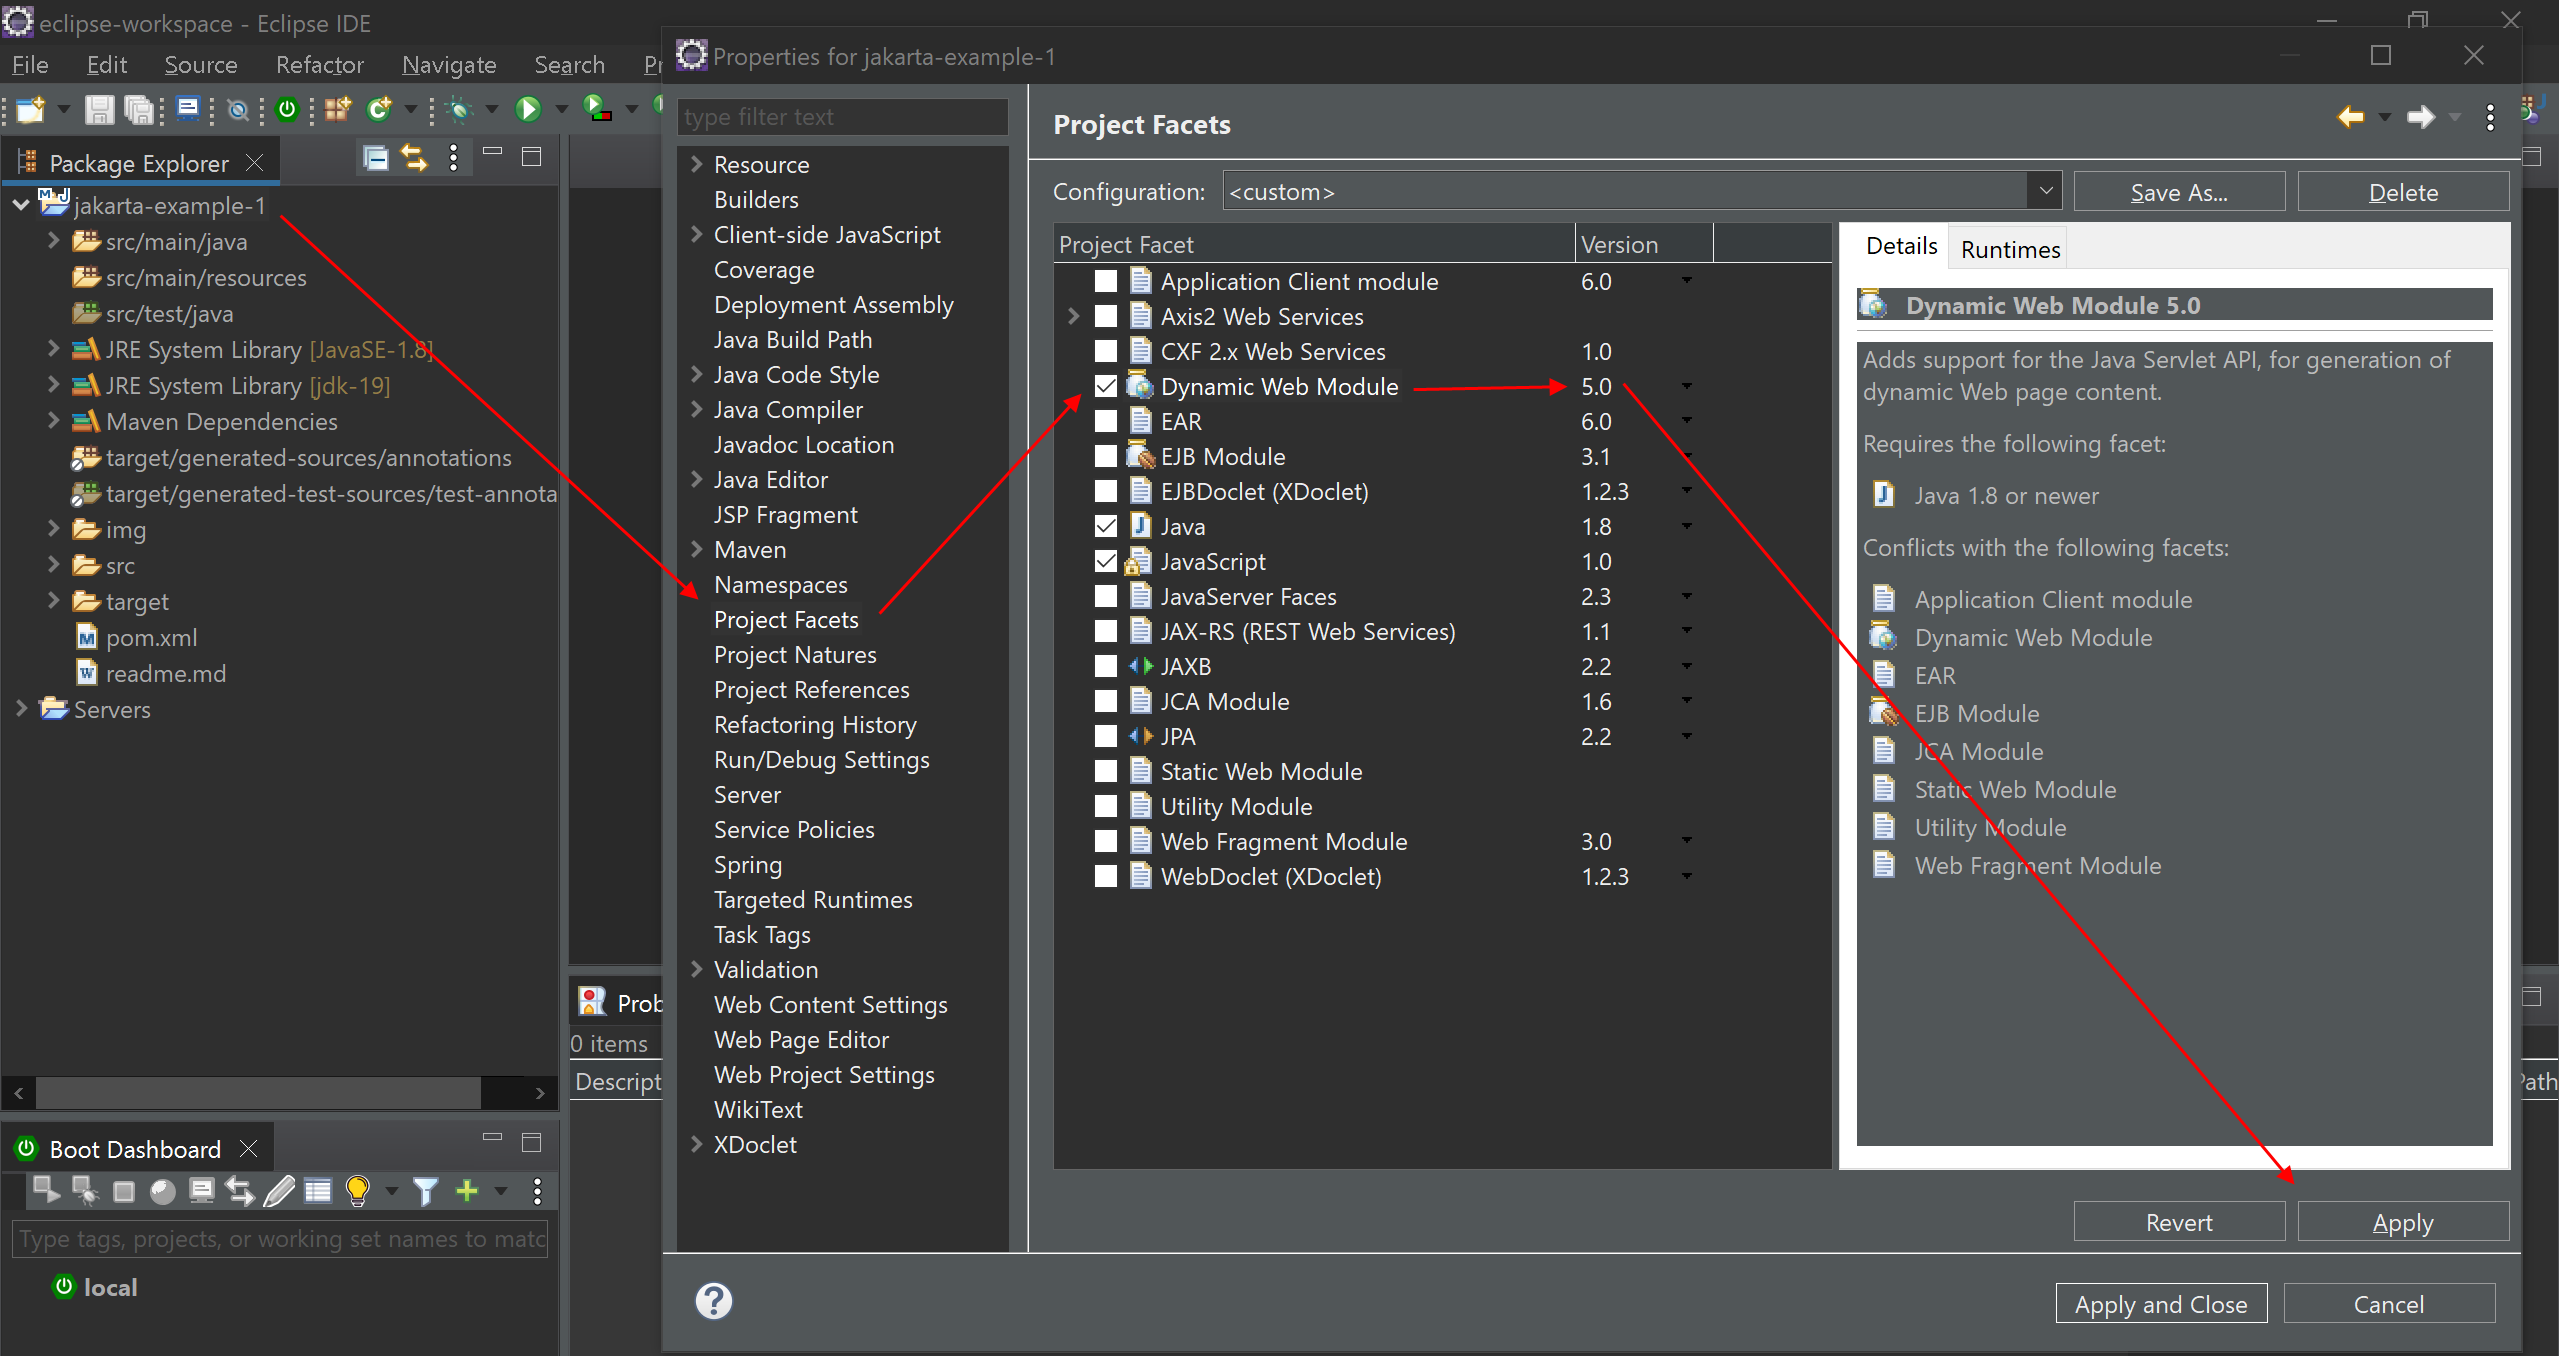 eclipse-workspace - Eclipse IDE
File Edit Source Refactor Navigate Search
Package Explorer
jakarta-example-1
src/main/java
src/main/resources
src/test/java
JRE System Library [JavaSE-1.8]
JRE System Library [jdk-19]
Maven Dependencies
target/generated-sources/annotations
target/generated-test-sources/test-annota
img
src
target
pom.xml
readme.md
Servers
Boot Dashboard
Type tags, projects, or working set names to matc
local
Prob
0 items
Descript
Path
Properties for jakarta-example-1
type filter text
Resource
Builders
Client-side JavaScript
Coverage
Deployment Assembly
Java Build Path
Java Code Style
Java Compiler
Javadoc Location
Java Editor
JSP Fragment
Maven
Namespaces
Project Facets
Project Natures
Project References
Refactoring History
Run/Debug Settings
Server
Service Policies
Spring
Targeted Runtimes
Task Tags
Validation
Web Content Settings
Web Page Editor
Web Project Settings
WikiText
XDoclet
Project Facets
Configuration: <custom> Save As... Delete
Project Facet Version
Application Client module 6.0
Axis2 Web Services
CXF 2.x Web Services 1.0
Dynamic Web Module 5.0
EAR 6.0
EJB Module 3.1
EJBDoclet (XDoclet) 1.2.3
Java 1.8
JavaScript 1.0
JavaServer Faces 2.3
JAX-RS (REST Web Services) 1.1
JAXB 2.2
JCA Module 1.6
JPA 2.2
Static Web Module
Utility Module
Web Fragment Module 3.0
WebDoclet (XDoclet) 1.2.3
Details Runtimes
Dynamic Web Module 5.0
Adds support for the Java Servlet API, for generation of
dynamic Web page content.
Requires the following facet:
Java 1.8 or newer
Conflicts with the following facets:
Application Client module
Dynamic Web Module
EAR
EJB Module
JCA Module
Static Web Module
Utility Module
Web Fragment Module
Revert Apply
Apply and Close Cancel